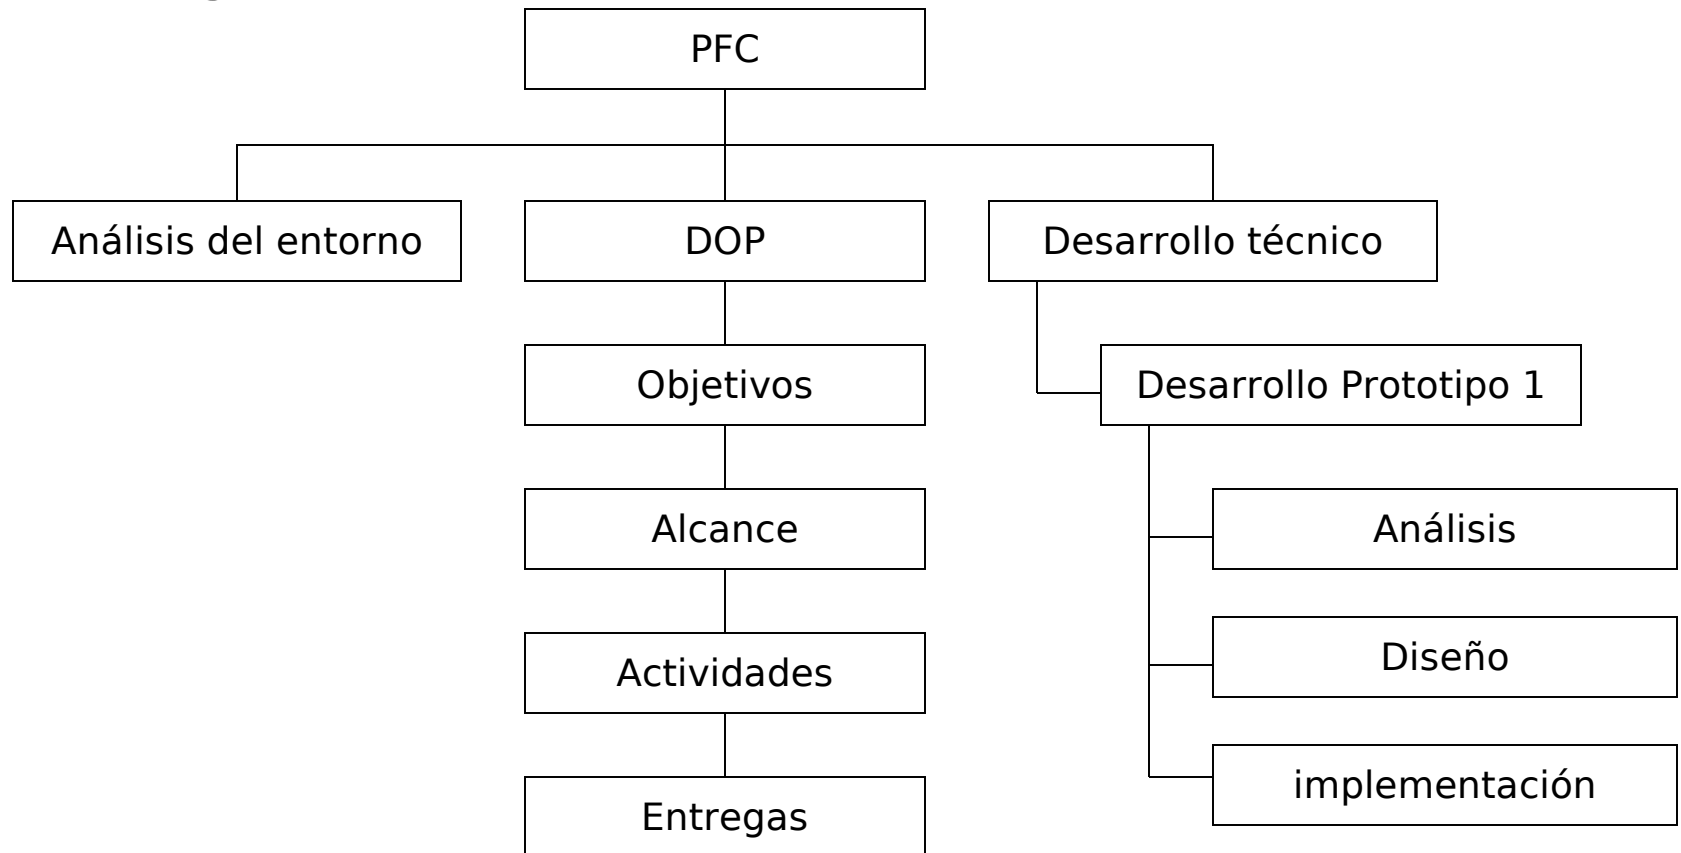 PFC
Análisis del entorno
DOP
Desarrollo técnico
Objetivos
Desarrollo Prototipo 1
Alcance
Análisis
Actividades
Diseño
Entregas
implementación